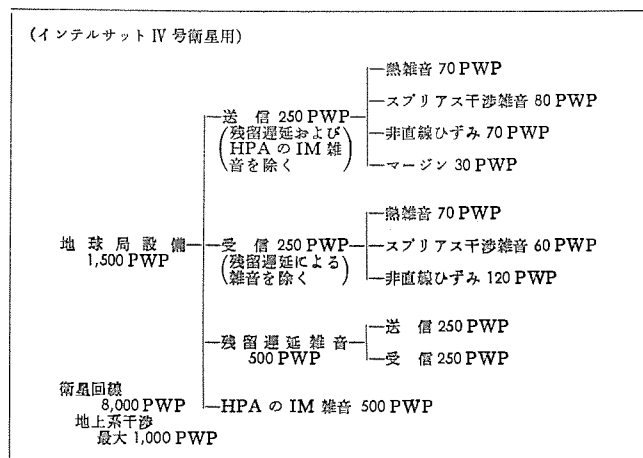 (インテルサット IV 号衛星用)
熱雑音 70 PWP
スプリアス干渉雑音 80 PWP
送 信 250 PWP
(残留遅延および
HPA の IM 雑
音を除く)
非直線ひずみ 70 PWP
マージン 30 PWP
熱雑音 70 PWP
地球局設備
1,500 PWP
受 信 250 PWP
(残留遅延による
雑音を除く)
スプリアス干渉雑音 60 PWP
非直線ひずみ 120 PWP
残留遅延雑音
500 PWP
送 信 250 PWP
受 信 250 PWP
衛星回線
8,000 PWP
HPA の IM 雑音 500 PWP
地上系干渉
最大 1,000 PWP